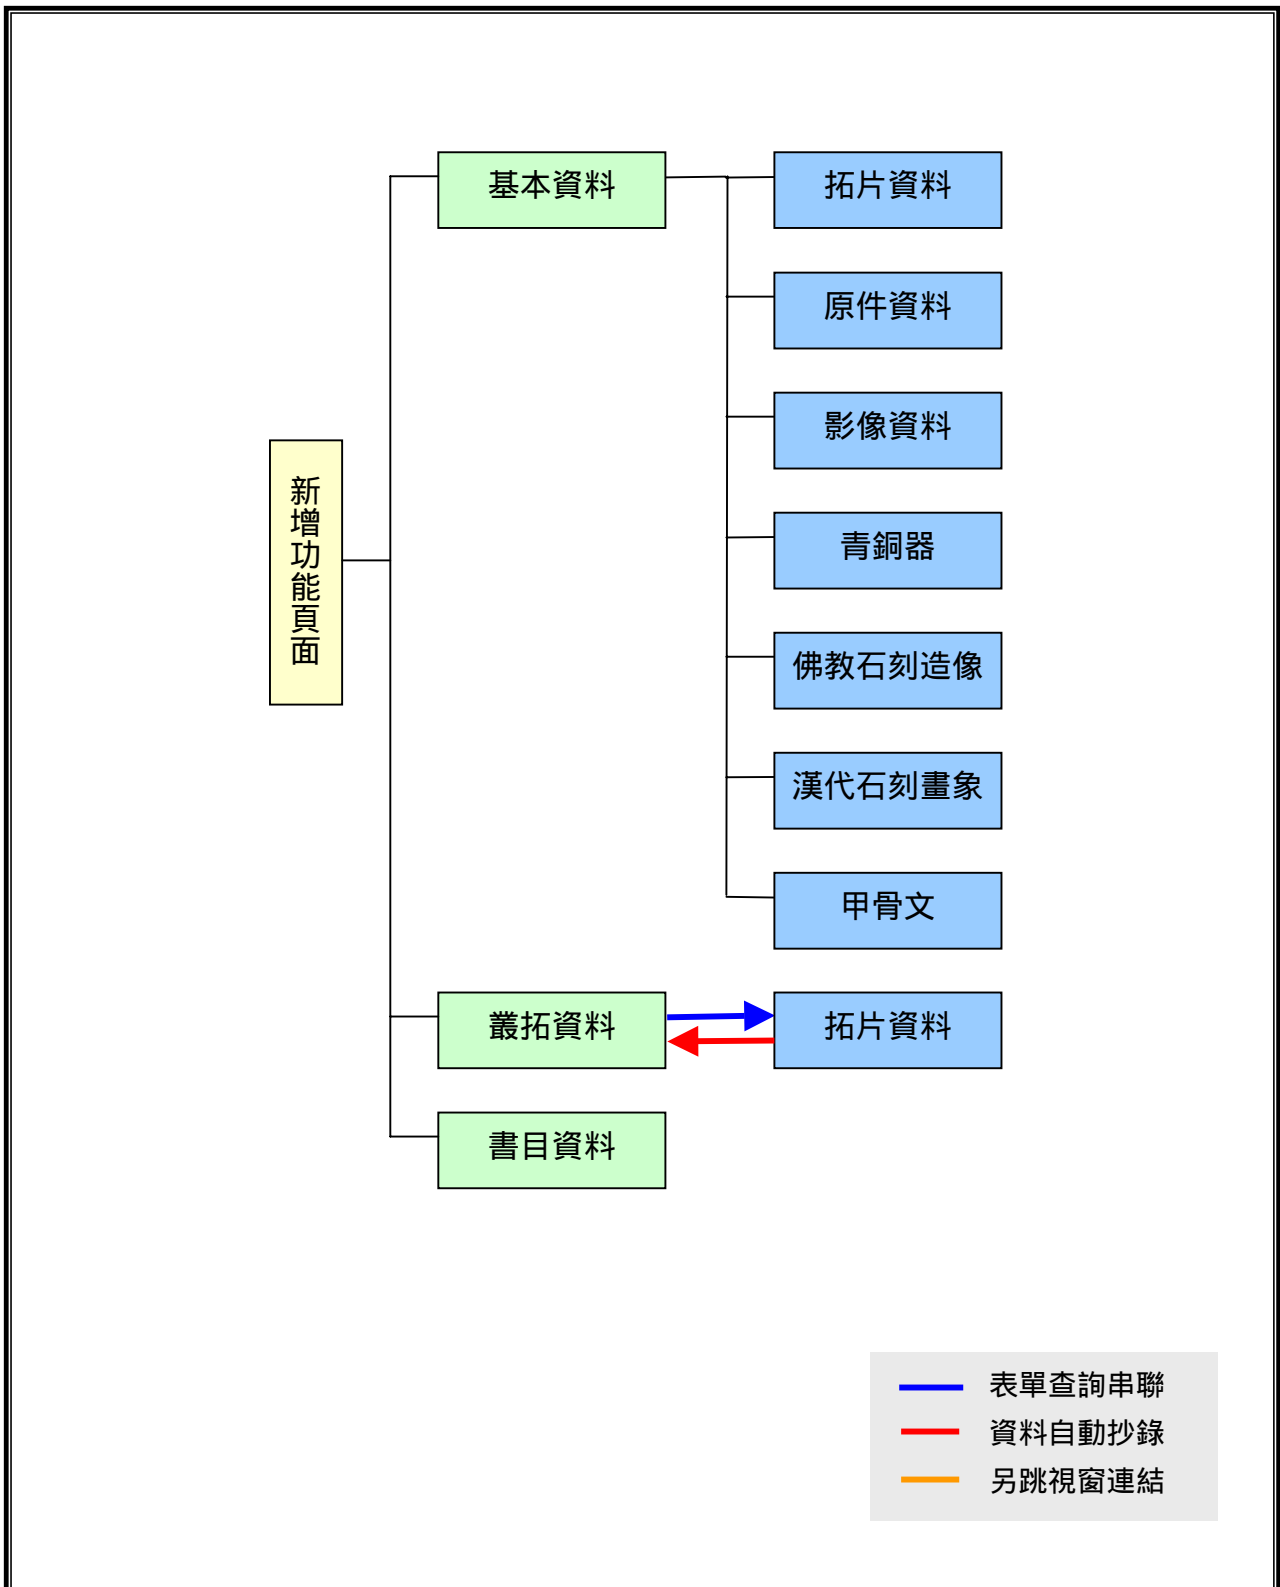 新增功能頁面
基本資料
拓片資料
原件資料
影像資料
青銅器
佛教石刻造像
漢代石刻畫象
甲骨文
叢拓資料
拓片資料
書目資料
表單查詢串聯
資料自動抄錄
另跳視窗連結